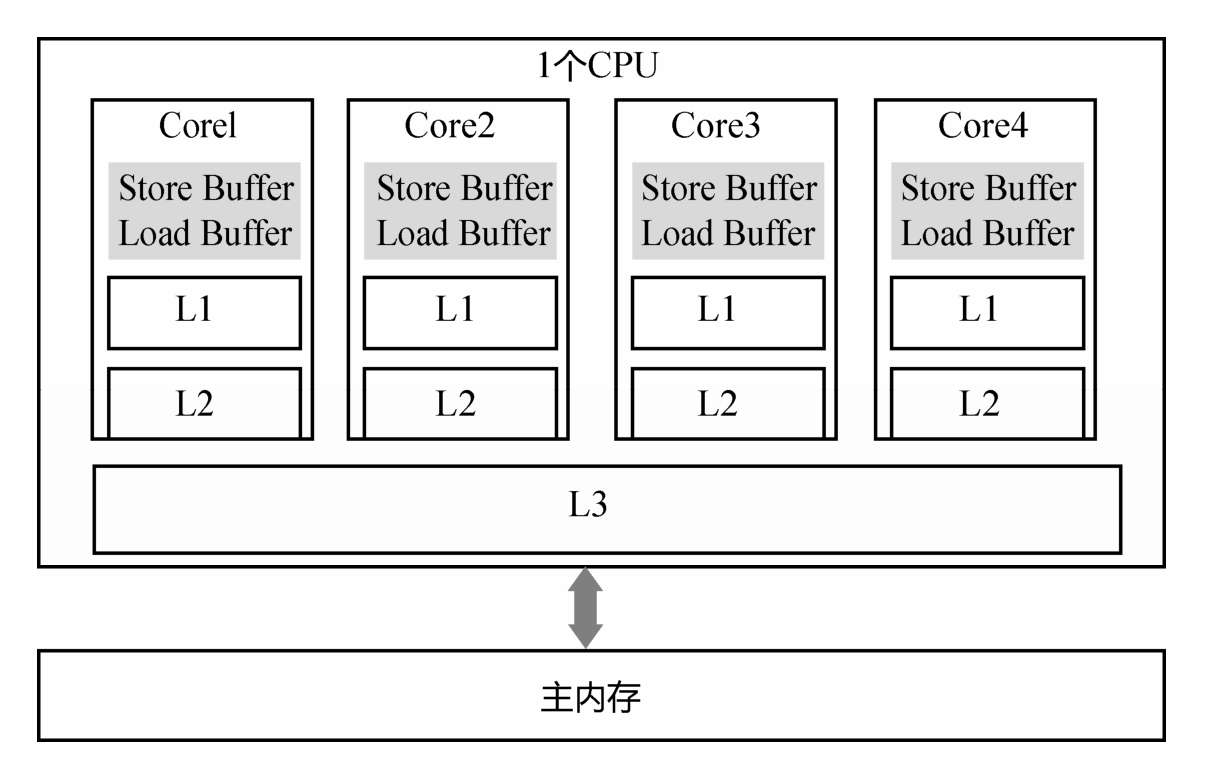 1个CPU
Core1
Core2
Core3
Core4
Store Buffer
Load Buffer
Store Buffer
Load Buffer
Store Buffer
Load Buffer
Store Buffer
Load Buffer
L1
L1
L1
L1
L2
L2
L2
L2
L3
主内存